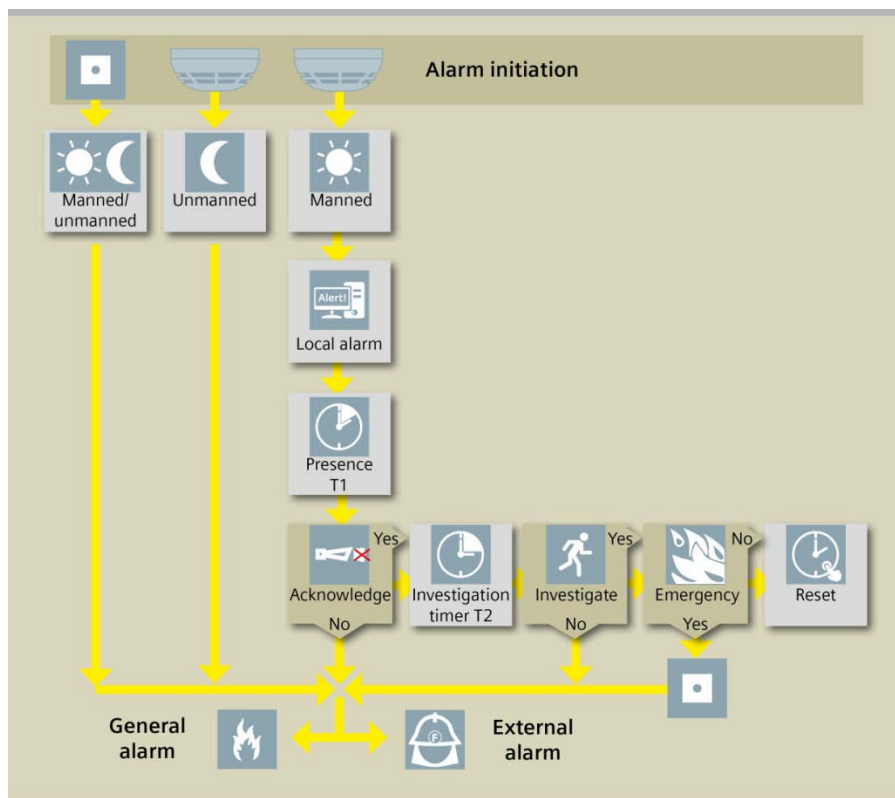 Alarm initiation
Manned/
unmanned
Unmanned
Manned
Alert!
Local alarm
Presence
T1
Yes
Yes
No
Acknowledge
Investigation
timer T2
Investigate
Emergency
Reset
No
No
Yes
General
alarm
F
External
alarm